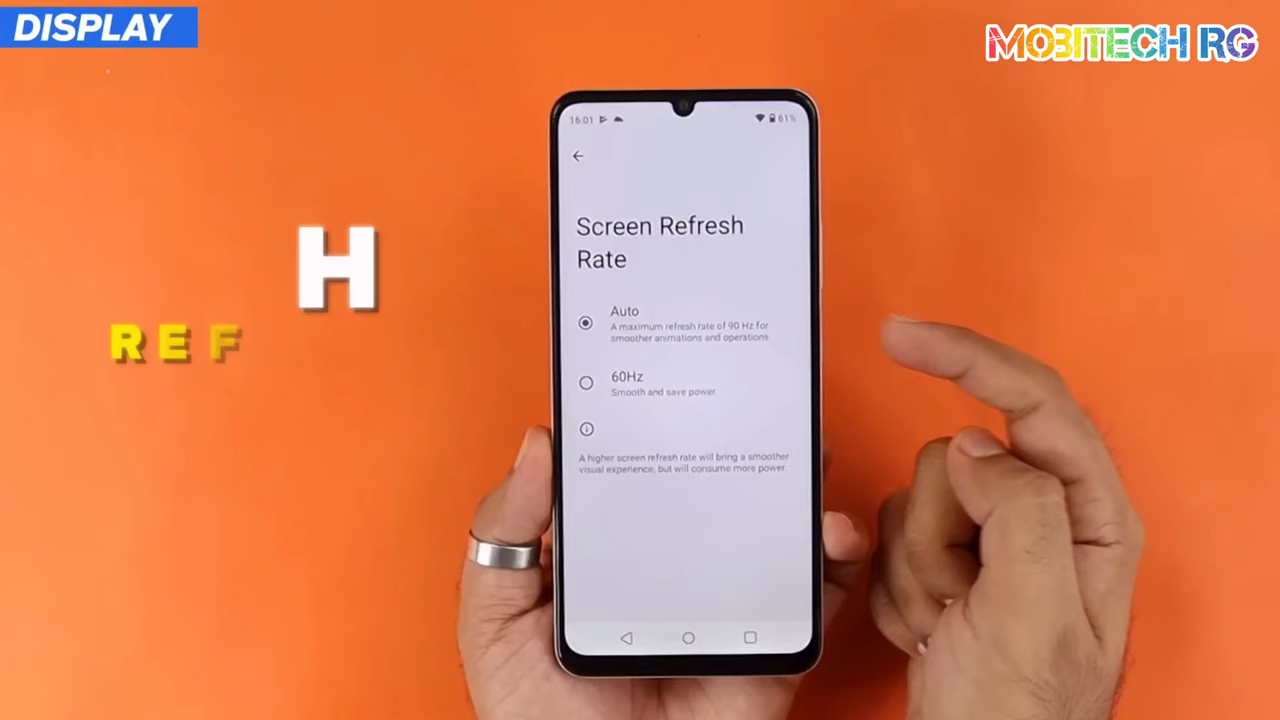 DISPLAY
MOBITECH RG
16:01
61%
Screen Refresh
Rate
Auto
A maximum refresh rate of 90 Hz for
smoother animations and operations
60Hz
Smooth and save power.
A higher screen refresh rate will bring a smoother
visual experience, but will consume more power.
H
REF